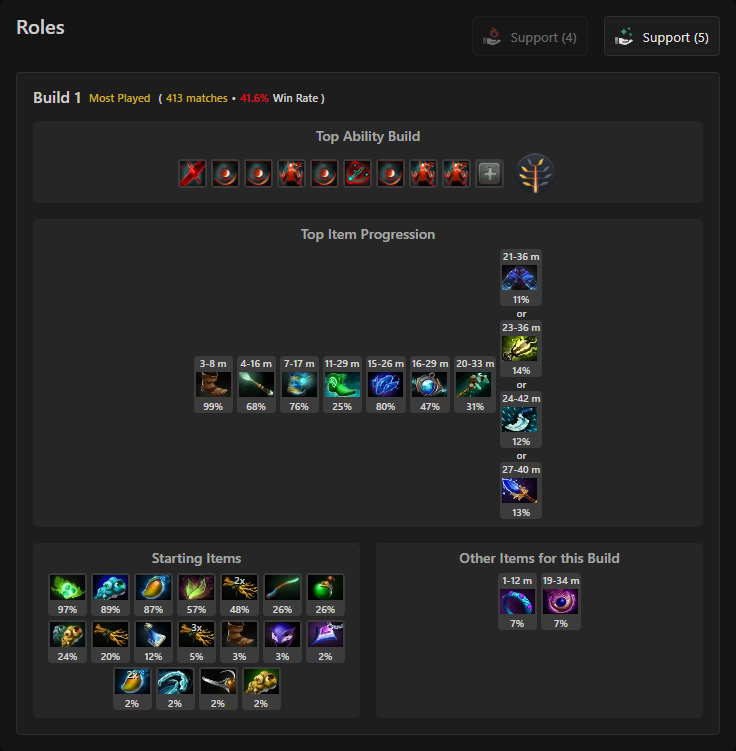 Roles
Support (4)
Support (5)
Build 1 Most Played ( 413 matches • 41.6% Win Rate )
Top Ability Build
Top Item Progression
21-36 m
11%
or
23-36 m
14%
or
3-8 m 4-16 m 7-17 m 11-29 m 15-26 m 16-29 m 20-33 m
99% 68% 76% 25% 80% 47% 31%
24-42 m
12%
or
27-40 m
13%
Starting Items
2x
97% 89% 87% 57% 48% 26% 26%
3x
24% 20% 12% 5% 3% 3% 2%
2x
2% 2% 2% 2%
Other Items for this Build
1-12 m 19-34 m
7% 7%